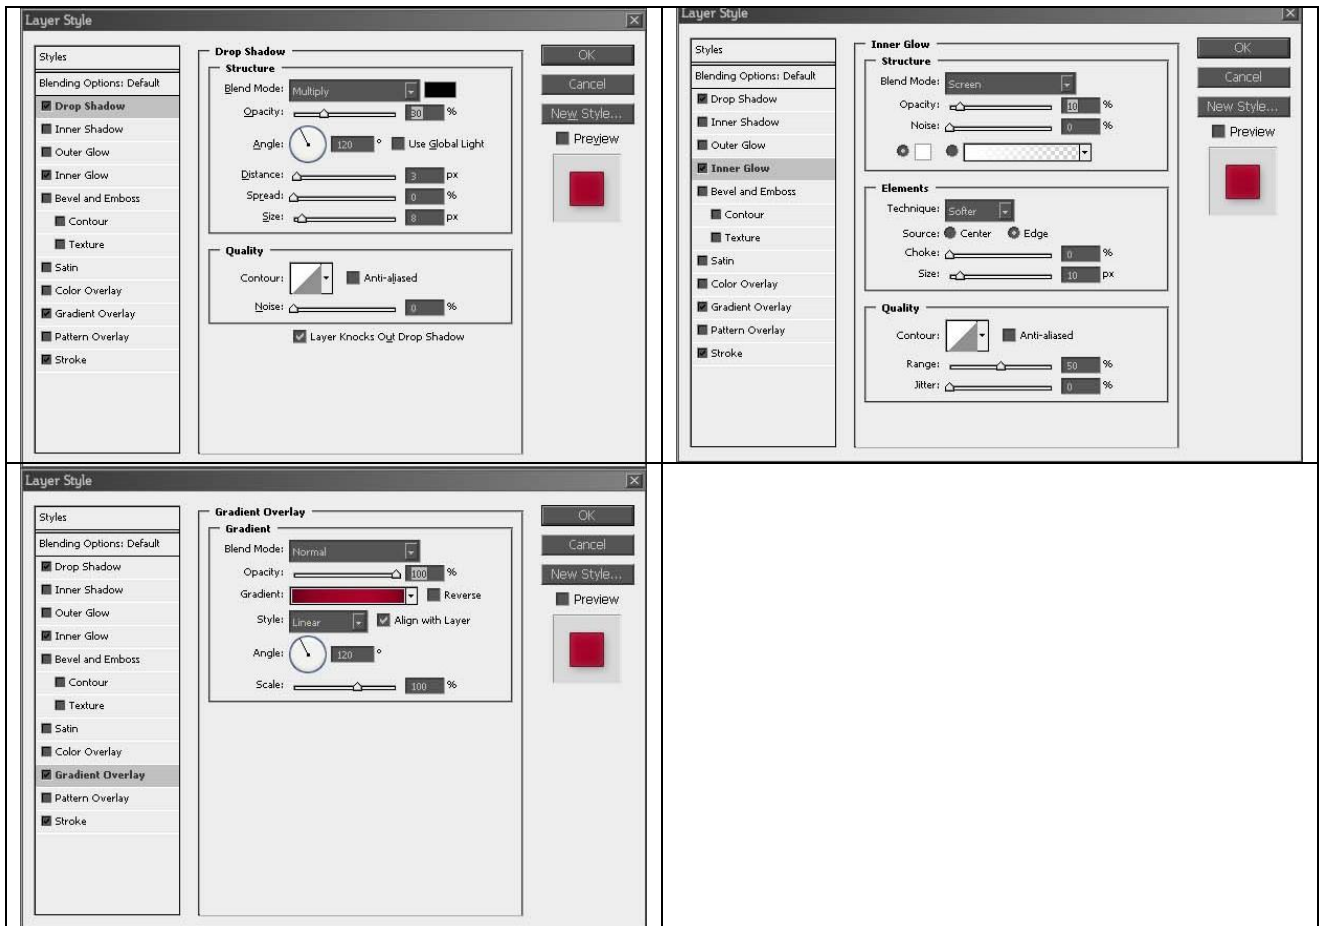 Layer Style
Styles
Blending Options: Default
Drop Shadow
Inner Shadow
Outer Glow
Inner Glow
Bevel and Emboss
Contour
Texture
Satin
Color Overlay
Gradient Overlay
Pattern Overlay
Stroke
Drop Shadow
Structure
Blend Mode: Multiply
Opacity: 30 %
Angle: 120 ° Use Global Light
Distance: 3 px
Spread: 0 %
Size: 8 px
Quality
Contour: Anti-aliased
Noise: 0 %
Layer Knocks Out Drop Shadow
OK
Cancel
New Style...
Preview
Layer Style
Styles
Blending Options: Default
Drop Shadow
Inner Shadow
Outer Glow
Inner Glow
Bevel and Emboss
Contour
Texture
Satin
Color Overlay
Gradient Overlay
Pattern Overlay
Stroke
Inner Glow
Structure
Blend Mode: Screen
Opacity: 10 %
Noise: 0 %
Elements
Technique: Softer
Source: Center Edge
Choke: 0 %
Size: 10 px
Quality
Contour: Anti-aliased
Range: 50 %
Jitter: 0 %
OK
Cancel
New Style...
Preview
Layer Style
Styles
Blending Options: Default
Drop Shadow
Inner Shadow
Outer Glow
Inner Glow
Bevel and Emboss
Contour
Texture
Satin
Color Overlay
Gradient Overlay
Pattern Overlay
Stroke
Gradient Overlay
Gradient
Blend Mode: Normal
Opacity: 100 %
Gradient: Reverse
Style: Linear Align with Layer
Angle: 120 °
Scale: 100 %
OK
Cancel
New Style...
Preview